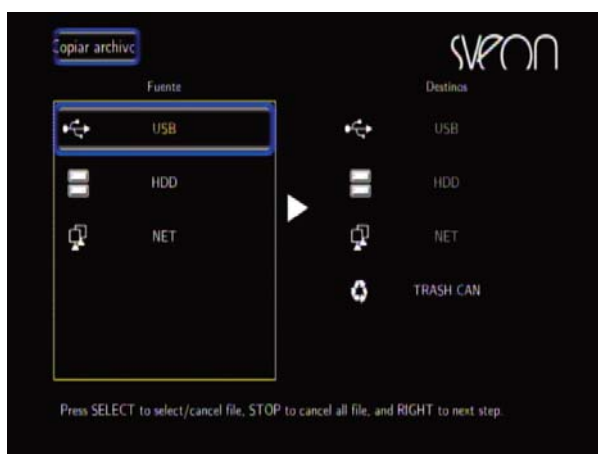 Copiar archivo
sveon
Fuente
Destinos
USB
USB
HDD
HDD
NET
NET
TRASH CAN
Press SELECT to select/cancel file, STOP to cancel all file, and RIGHT to next step.